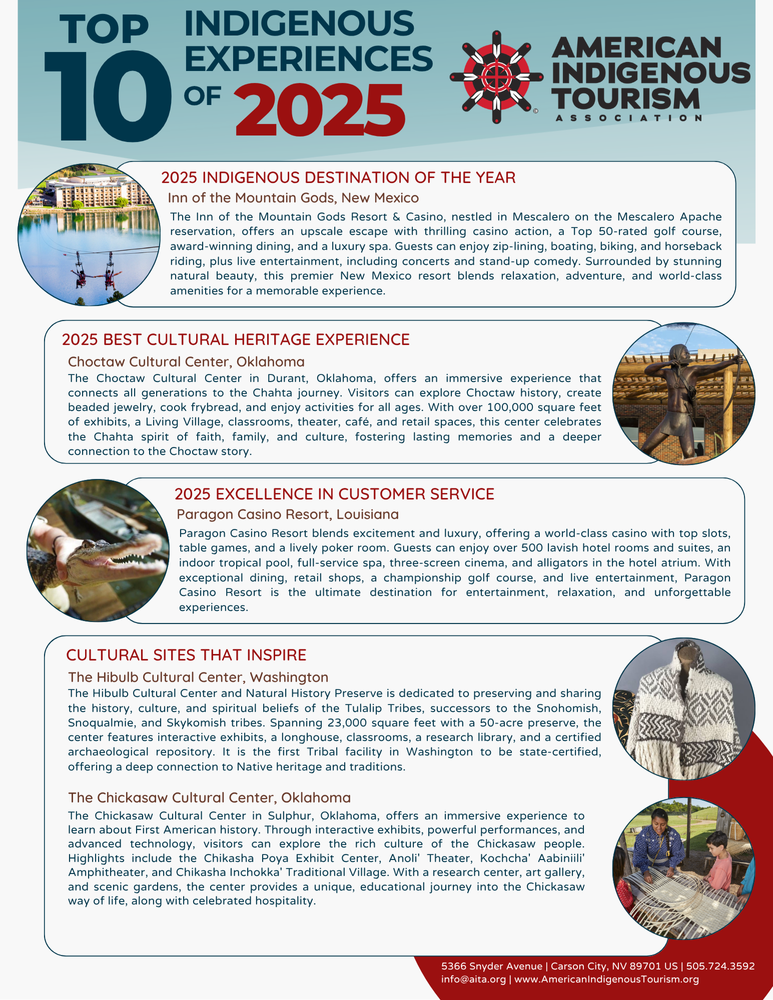 TOP
10
INDIGENOUS
EXPERIENCES
OF 2025
AMERICAN
INDIGENOUS
TOURISM
ASSOCIATION
©
2025 INDIGENOUS DESTINATION OF THE YEAR
Inn of the Mountain Gods, New Mexico
The Inn of the Mountain Gods Resort & Casino, nestled in Mescalero on the Mescalero Apache
reservation, offers an upscale escape with thrilling casino action, a Top 50-rated golf course,
award-winning dining, and a luxury spa. Guests can enjoy zip-lining, boating, biking, and horseback
riding, plus live entertainment, including concerts and stand-up comedy. Surrounded by stunning
natural beauty, this premier New Mexico resort blends relaxation, adventure, and world-class
amenities for a memorable experience.
2025 BEST CULTURAL HERITAGE EXPERIENCE
Choctaw Cultural Center, Oklahoma
The Choctaw Cultural Center in Durant, Oklahoma, offers an immersive experience that
connects all generations to the Chahta journey. Visitors can explore Choctaw history, create
beaded jewelry, cook frybread, and enjoy activities for all ages. With over 100,000 square feet
of exhibits, a Living Village, classrooms, theater, café, and retail spaces, this center celebrates
the Chahta spirit of faith, family, and culture, fostering lasting memories and a deeper
connection to the Choctaw story.
2025 EXCELLENCE IN CUSTOMER SERVICE
Paragon Casino Resort, Louisiana
Paragon Casino Resort blends excitement and luxury, offering a world-class casino with top slots,
table games, and a lively poker room. Guests can enjoy over 500 lavish hotel rooms and suites, an
indoor tropical pool, full-service spa, three-screen cinema, and alligators in the hotel atrium. With
exceptional dining, retail shops, a championship golf course, and live entertainment, Paragon
Casino Resort is the ultimate destination for entertainment, relaxation, and unforgettable
experiences.
CULTURAL SITES THAT INSPIRE
The Hibulb Cultural Center, Washington
The Hibulb Cultural Center and Natural History Preserve is dedicated to preserving and sharing
the history, culture, and spiritual beliefs of the Tulalip Tribes, successors to the Snohomish,
Snoqualmie, and Skykomish tribes. Spanning 23,000 square feet with a 50-acre preserve, the
center features interactive exhibits, a longhouse, classrooms, a research library, and a certified
archaeological repository. It is the first Tribal facility in Washington to be state-certified,
offering a deep connection to Native heritage and traditions.
The Chickasaw Cultural Center, Oklahoma
The Chickasaw Cultural Center in Sulphur, Oklahoma, offers an immersive experience to
learn about First American history. Through interactive exhibits, powerful performances, and
advanced technology, visitors can explore the rich culture of the Chickasaw people.
Highlights include the Chikasha Poya Exhibit Center, Anoli' Theater, Kochcha' Aabiniili'
Amphitheater, and Chikasha Inchokka' Traditional Village. With a research center, art gallery,
and scenic gardens, the center provides a unique, educational journey into the Chickasaw
way of life, along with celebrated hospitality.
5366 Snyder Avenue | Carson City, NV 89701 US | 505.724.3592
info@aita.org | www.AmericanIndigenousTourism.org